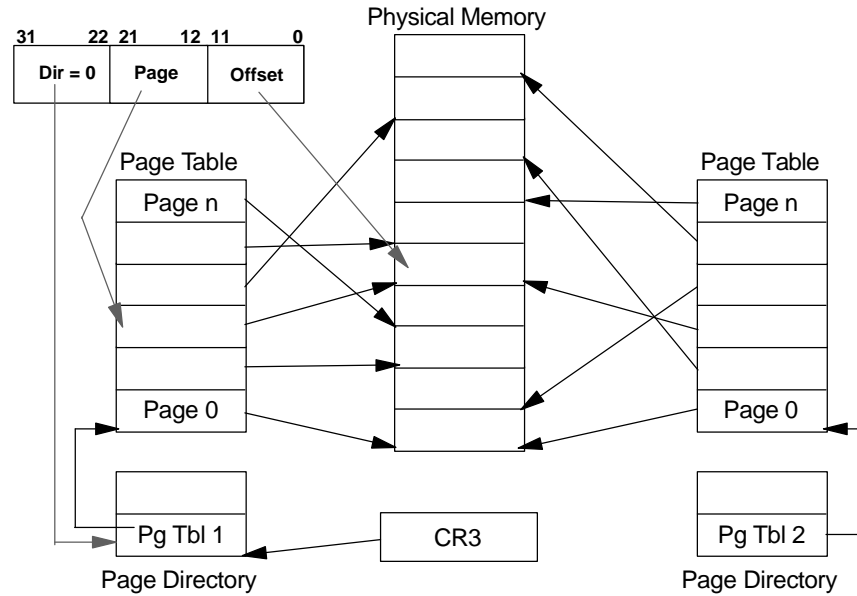 Physical Memory
31 22 21 12 11 0
Dir = 0 Page Offset
Page Table
Page n
Page 0
Pg Tbl 1
Page Directory
CR3
Page Table
Page n
Page 0
Pg Tbl 2
Page Directory